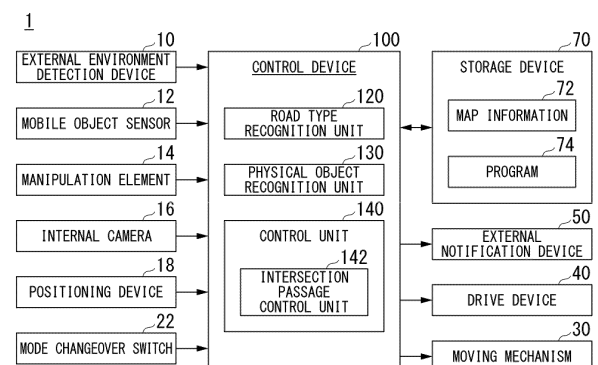 1
10
EXTERNAL ENVIRONMENT
DETECTION DEVICE
12
MOBILE OBJECT SENSOR
14
MANIPULATION ELEMENT
16
INTERNAL CAMERA
18
POSITIONING DEVICE
22
MODE CHANGEOVER SWITCH
100
CONTROL DEVICE
120
ROAD TYPE
RECOGNITION UNIT
130
PHYSICAL OBJECT
RECOGNITION UNIT
140
CONTROL UNIT
142
INTERSECTION
PASSAGE
CONTROL UNIT
70
STORAGE DEVICE
72
MAP INFORMATION
74
PROGRAM
50
EXTERNAL
NOTIFICATION DEVICE
40
DRIVE DEVICE
30
MOVING MECHANISM